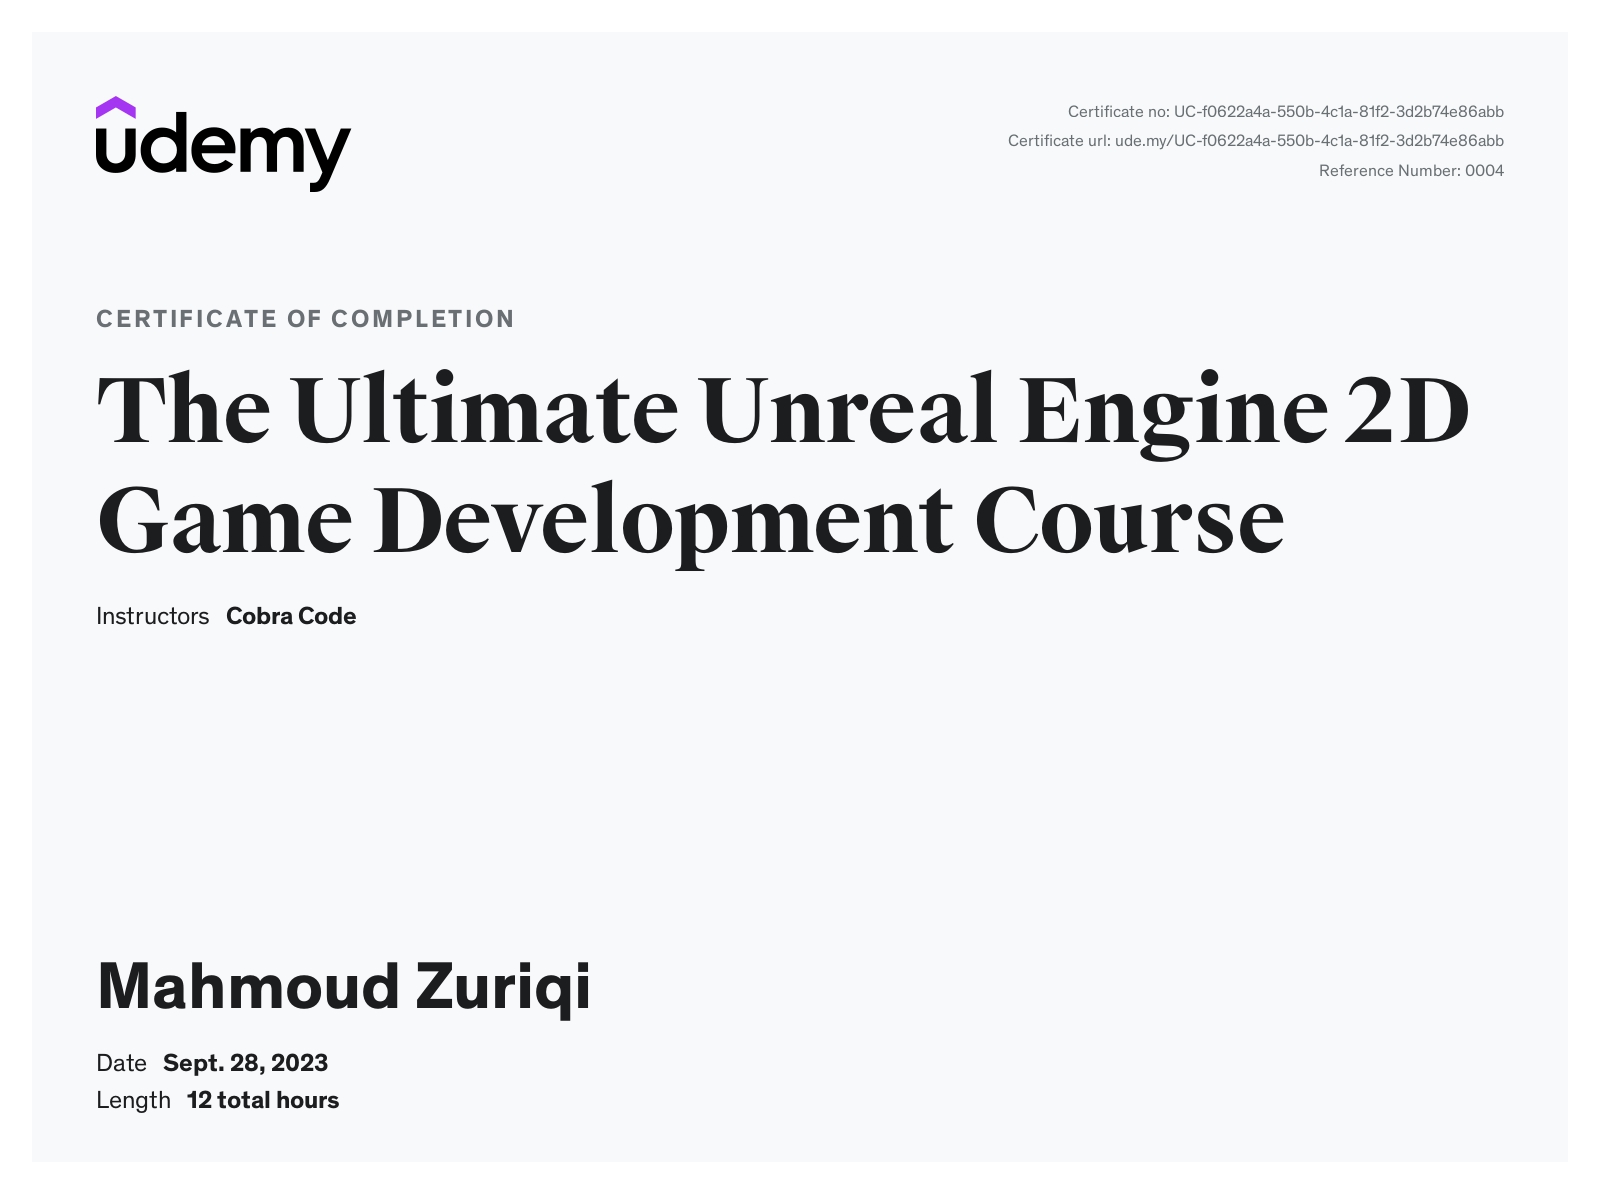 udemy
Certificate no: UC-f0622a4a-550b-4c1a-81f2-3d2b74e86abb
Certificate url: ude.my/UC-f0622a4a-550b-4c1a-81f2-3d2b74e86abb
Reference Number: 0004
CERTIFICATE OF COMPLETION
The Ultimate Unreal Engine 2D
Game Development Course
Instructors Cobra Code
Mahmoud Zuriqi
Date Sept. 28, 2023
Length 12 total hours